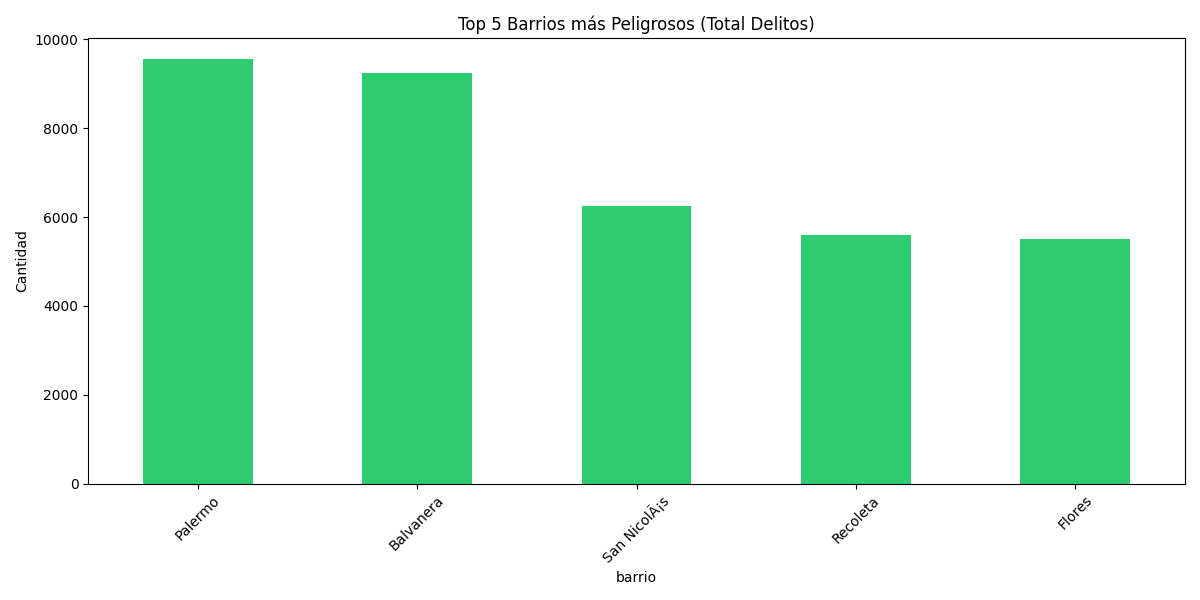 Top 5 Barrios más Peligrosos (Total Delitos)
10000
8000
6000
4000
2000
0
Cantidad
Palermo
Balvanera
San NicolÃ¡s
Recoleta
Flores
barrio